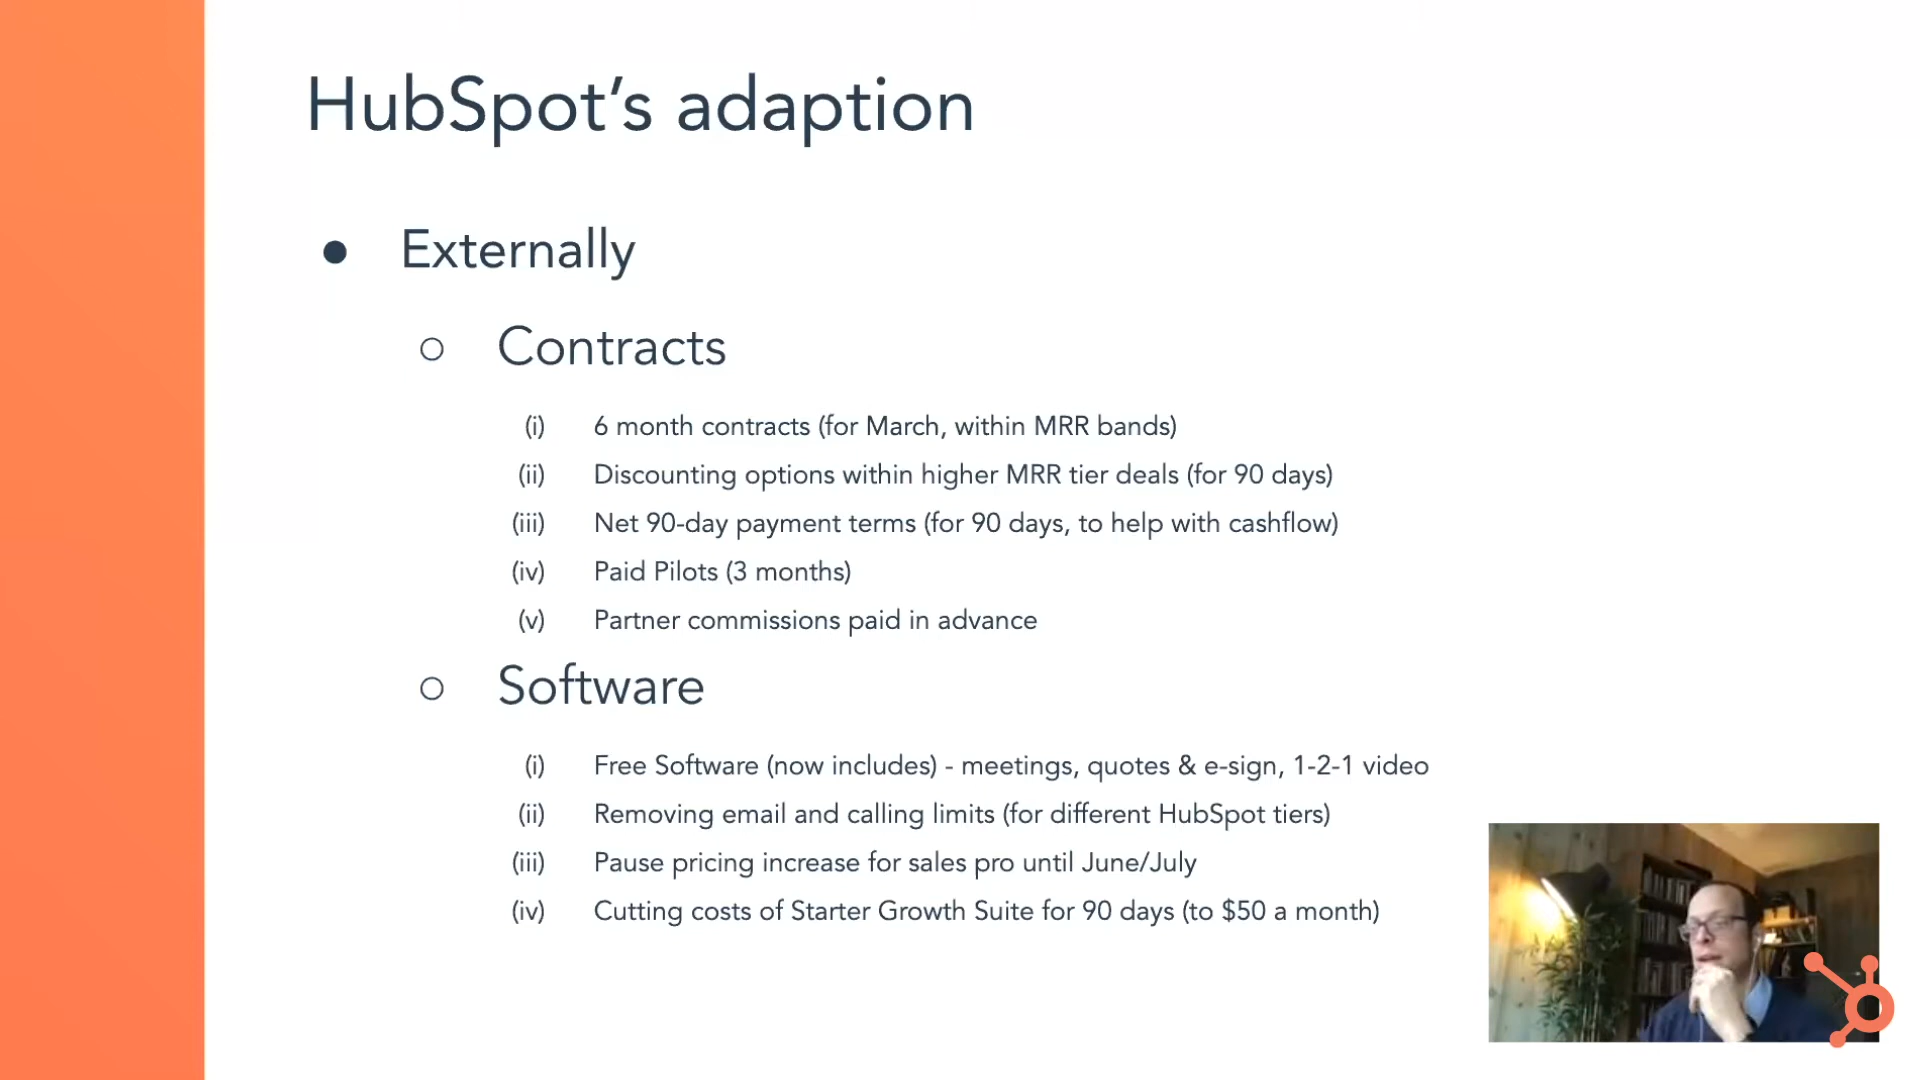 HubSpot’s adaption
● Externally
○ Contracts
(i) 6 month contracts (for March, within MRR bands)
(ii) Discounting options within higher MRR tier deals (for 90 days)
(iii) Net 90-day payment terms (for 90 days, to help with cashflow)
(iv) Paid Pilots (3 months)
(v) Partner commissions paid in advance
○ Software
(i) Free Software (now includes) - meetings, quotes & e-sign, 1-2-1 video
(ii) Removing email and calling limits (for different HubSpot tiers)
(iii) Pause pricing increase for sales pro until June/July
(iv) Cutting costs of Starter Growth Suite for 90 days (to $50 a month)